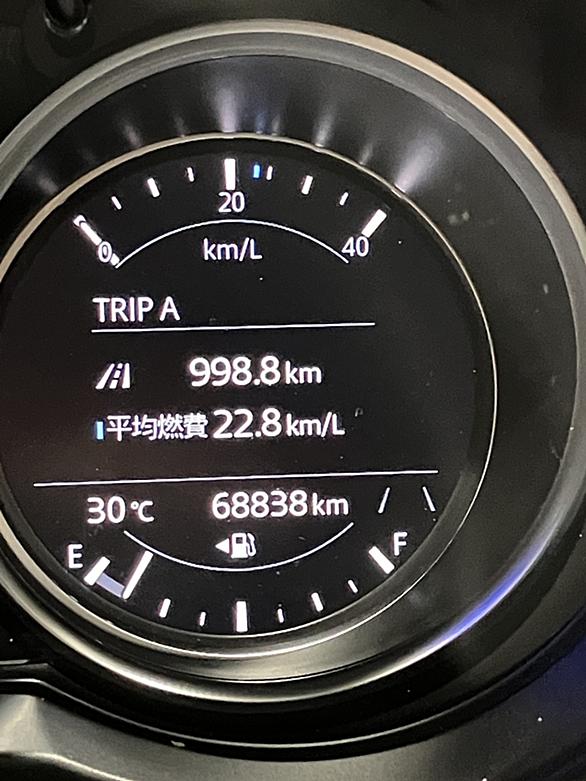 20
0 km/L 40
TRIP A
998.8 km
平均燃費 22.8 km/L
30℃ 68838 km
E F